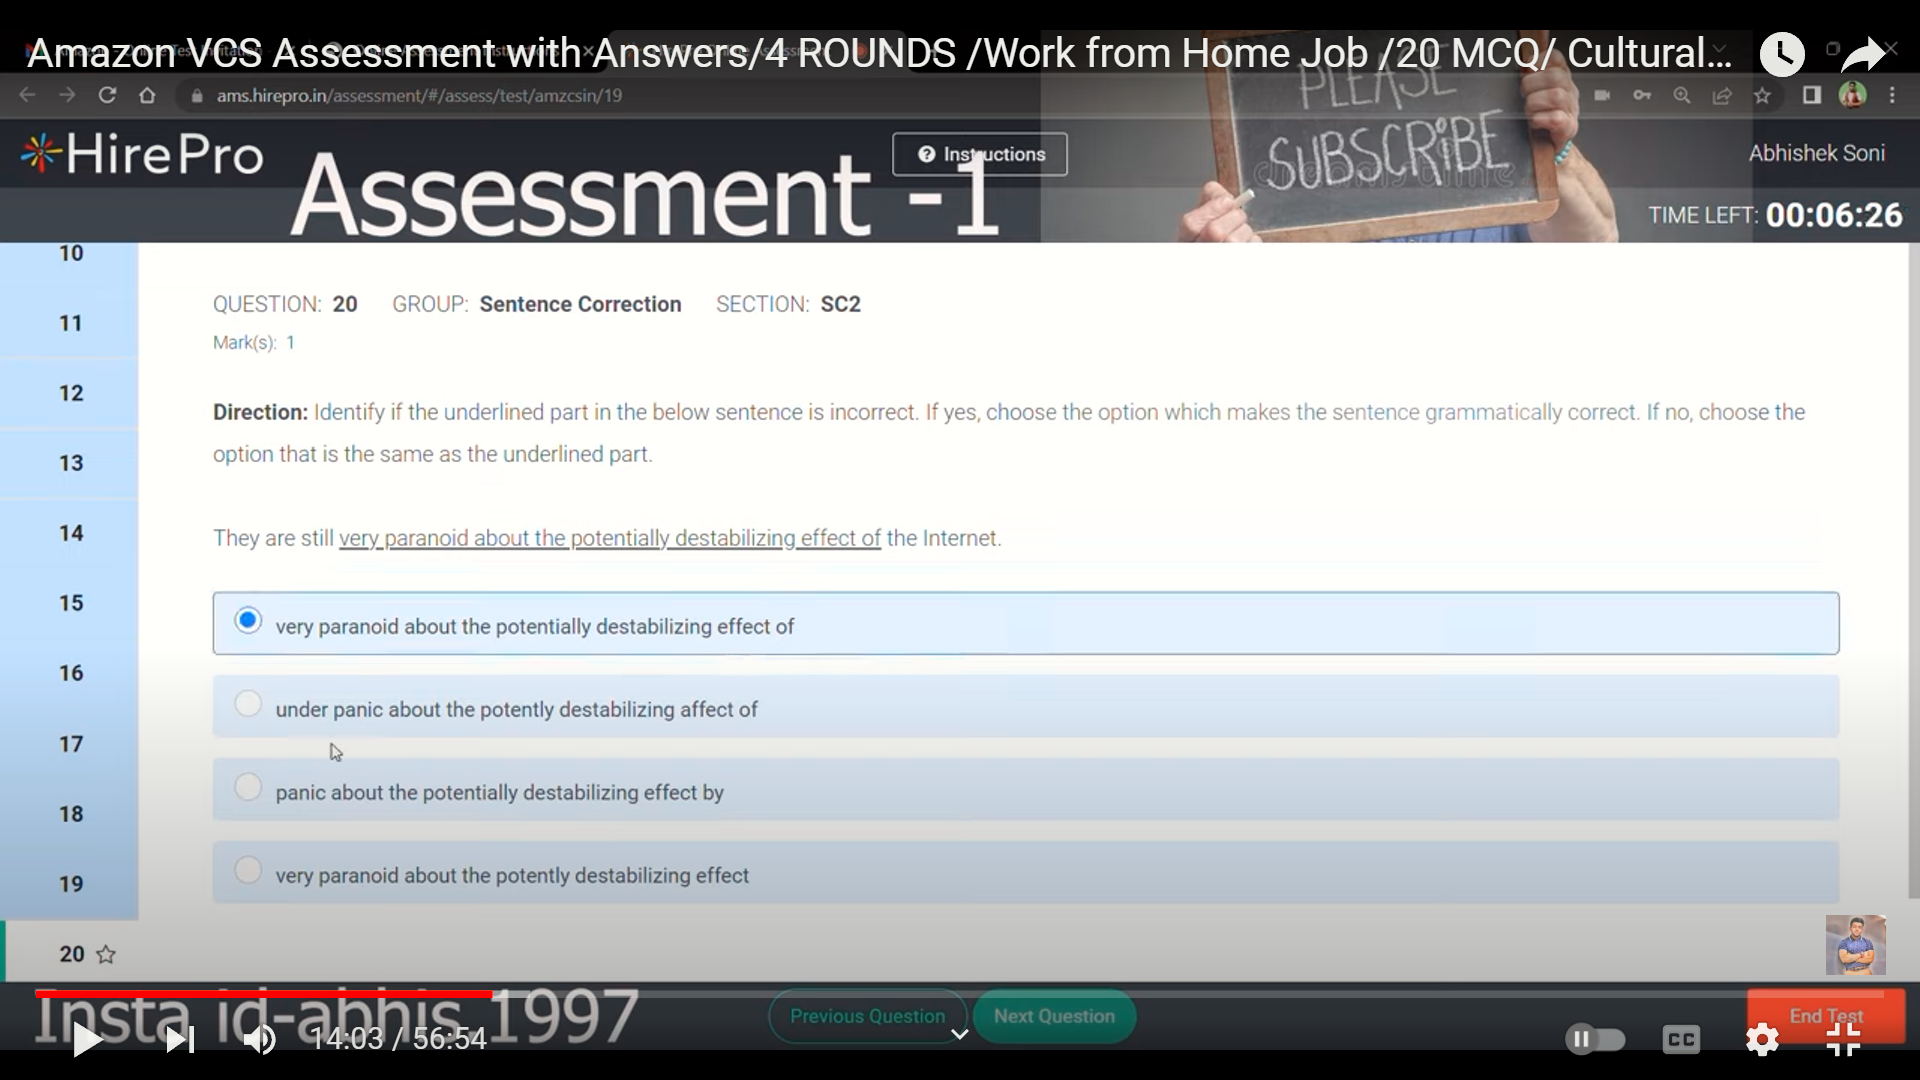 Amazon VCS Assessment with Answers/4 ROUNDS /Work from Home Job /20 MCQ/ Cultural...
ams.hirepro.in/assessment/#/assess/test/amzcsin/19
PLEASE
SUBSCRIBE
HirePro
Instructions
Abhishek Soni
Assessment -1
TIME LEFT: 00:06:26
10
11
12
13
14
15
16
17
18
19
20
QUESTION: 20 GROUP: Sentence Correction SECTION: SC2
Mark(s): 1
Direction: Identify if the underlined part in the below sentence is incorrect. If yes, choose the option which makes the sentence grammatically correct. If no, choose the
option that is the same as the underlined part.
They are still very paranoid about the potentially destabilizing effect of the Internet.
very paranoid about the potentially destabilizing effect of
under panic about the potently destabilizing affect of
panic about the potentially destabilizing effect by
very paranoid about the potently destabilizing effect
Insta id-abhis_1997
Previous Question
Next Question
End Test
14:03 / 56:54
CC